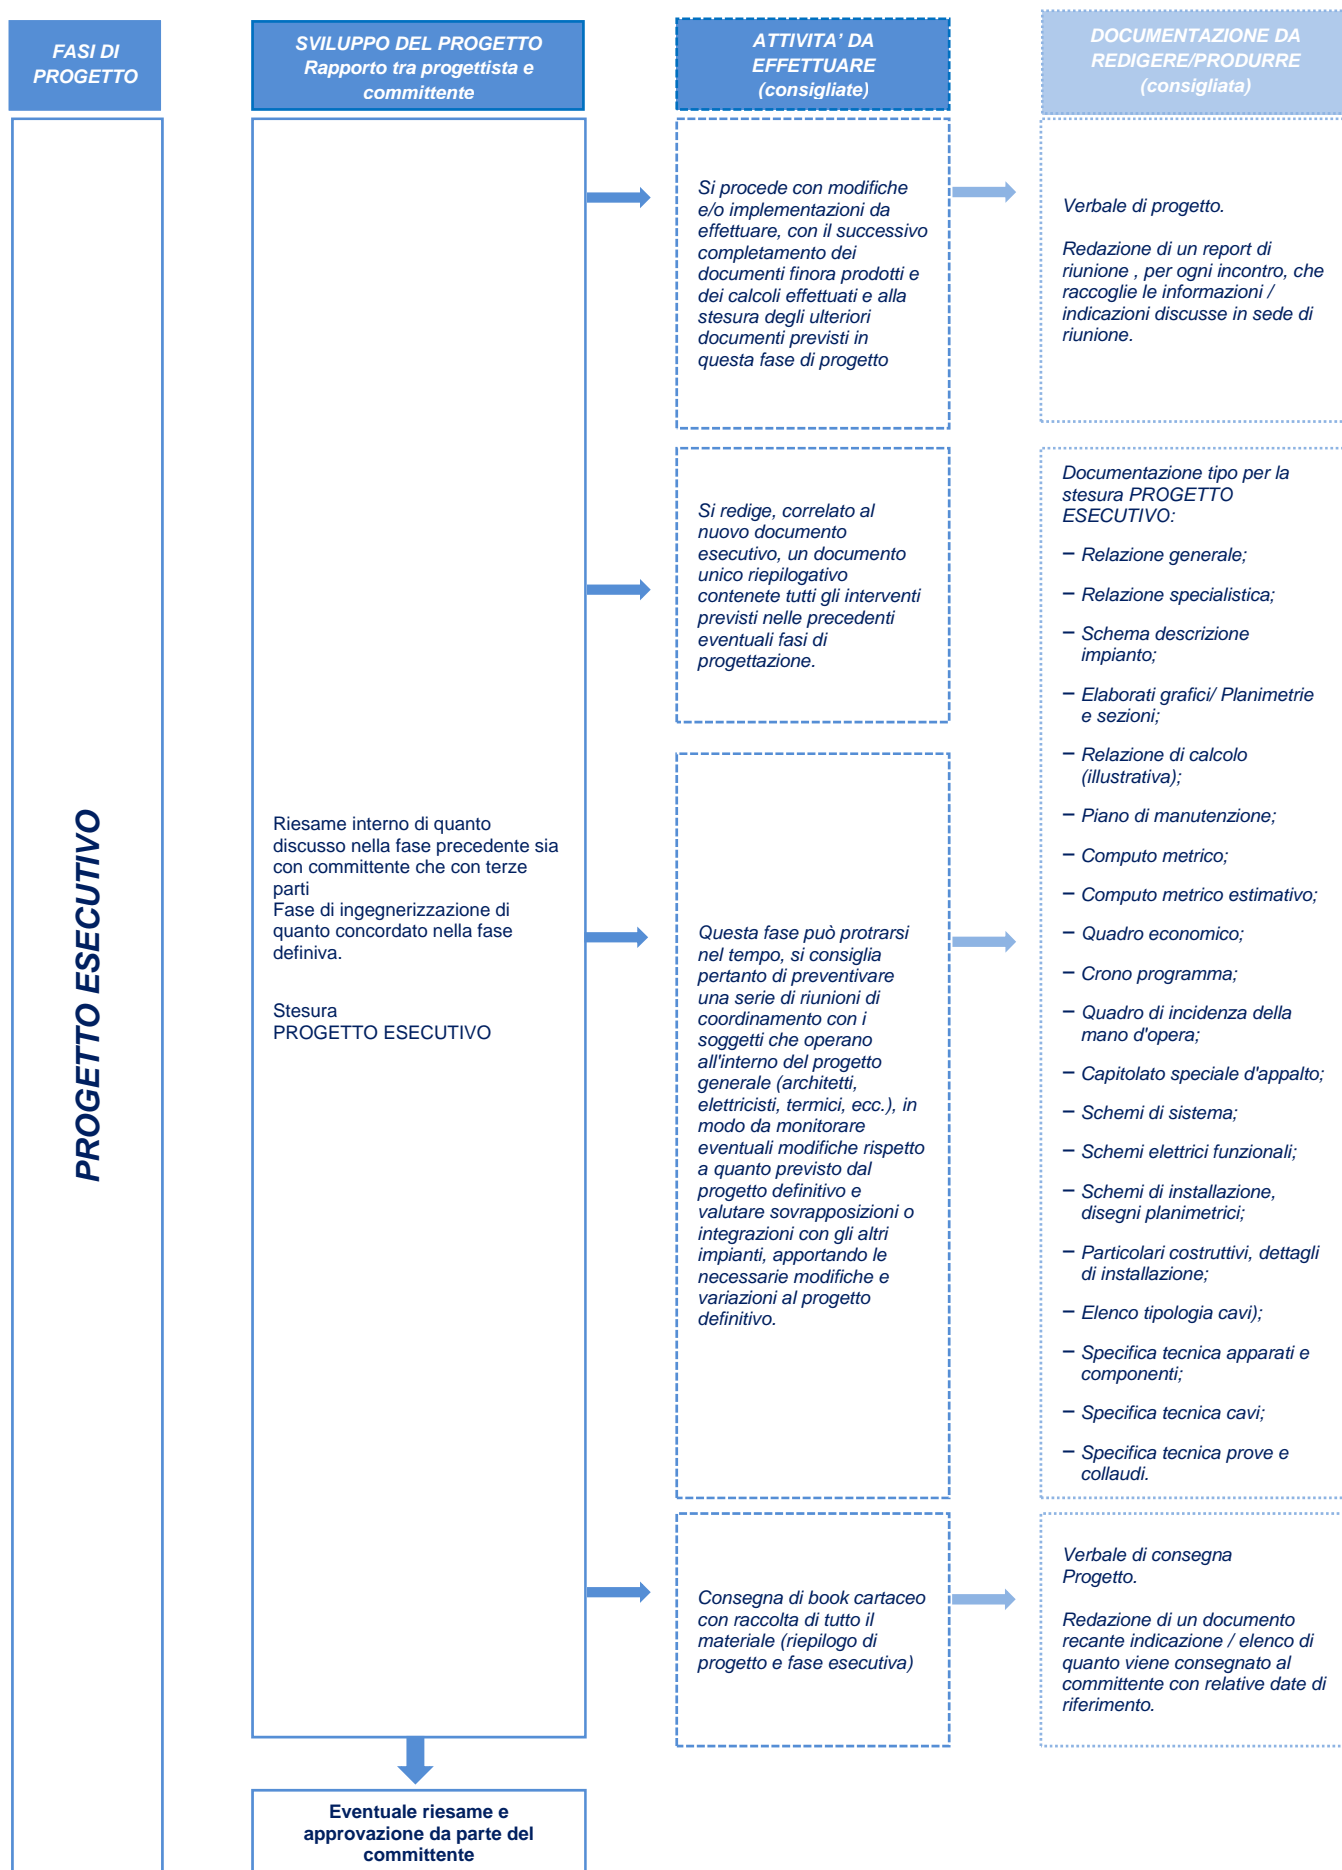 FASI DI
PROGETTO
SVILUPPO DEL PROGETTO
Rapporto tra progettista e
committente
ATTIVITA’ DA
EFFETTUARE
(consigliate)
DOCUMENTAZIONE DA
REDIGERE/PRODURRE
(consigliata)
PROGETTO ESECUTIVO
Riesame interno di quanto
discusso nella fase precedente sia
con committente che con terze
parti
Fase di ingegnerizzazione di
quanto concordato nella fase
definiva.
Stesura
PROGETTO ESECUTIVO
Si procede con modifiche
e/o implementazioni da
effettuare, con il successivo
completamento dei
documenti finora prodotti e
dei calcoli effettuati e alla
stesura degli ulteriori
documenti previsti in
questa fase di progetto
Verbale di progetto.
Redazione di un report di
riunione , per ogni incontro, che
raccoglie le informazioni /
indicazioni discusse in sede di
riunione.
Si redige, correlato al
nuovo documento
esecutivo, un documento
unico riepilogativo
contenete tutti gli interventi
previsti nelle precedenti
eventuali fasi di
progettazione.
Questa fase può protrarsi
nel tempo, si consiglia
pertanto di preventivare
una serie di riunioni di
coordinamento con i
soggetti che operano
all'interno del progetto
generale (architetti,
elettricisti, termici, ecc.), in
modo da monitorare
eventuali modifiche rispetto
a quanto previsto dal
progetto definitivo e
valutare sovrapposizioni o
integrazioni con gli altri
impianti, apportando le
necessarie modifiche e
variazioni al progetto
definitivo.
Documentazione tipo per la
stesura PROGETTO
ESECUTIVO:
− Relazione generale;
− Relazione specialistica;
− Schema descrizione
impianto;
− Elaborati grafici/ Planimetrie
e sezioni;
− Relazione di calcolo
(illustrativa);
− Piano di manutenzione;
− Computo metrico;
− Computo metrico estimativo;
− Quadro economico;
− Crono programma;
− Quadro di incidenza della
mano d'opera;
− Capitolato speciale d'appalto;
− Schemi di sistema;
− Schemi elettrici funzionali;
− Schemi di installazione,
disegni planimetrici;
− Particolari costruttivi, dettagli
di installazione;
− Elenco tipologia cavi);
− Specifica tecnica apparati e
componenti;
− Specifica tecnica cavi;
− Specifica tecnica prove e
collaudi.
Consegna di book cartaceo
con raccolta di tutto il
materiale (riepilogo di
progetto e fase esecutiva)
Verbale di consegna
Progetto.
Redazione di un documento
recante indicazione / elenco di
quanto viene consegnato al
committente con relative date di
riferimento.
Eventuale riesame e
approvazione da parte del
committente